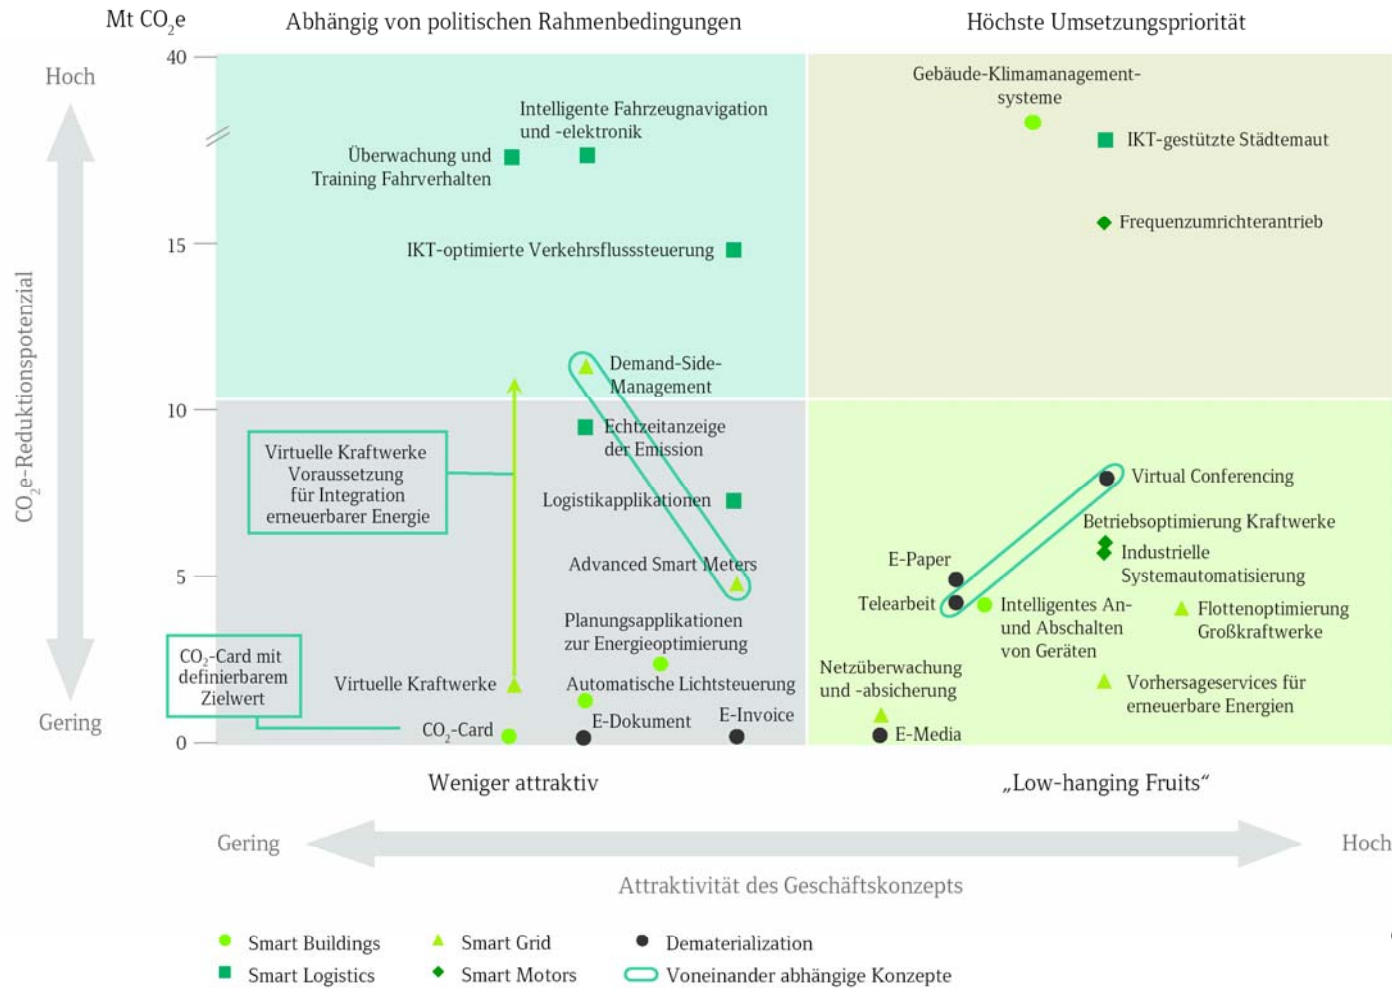 Mt CO₂e
Abhängig von politischen Rahmenbedingungen
Höchste Umsetzungspriorität
40
Hoch
Gebäude-Klimamanagement-
systeme
Intelligente Fahrzeugnavigation
und -elektronik
IKT-gestützte Städtemaut
Überwachung und
Training Fahrverhalten
Frequenzumrichterantrieb
15
IKT-optimierte Verkehrsflusssteuerung
CO₂e-Reduktionspotenzial
Demand-Side-
Management
10
Echtzeitanzeige
der Emission
Virtuelle Kraftwerke
Voraussetzung
für Integration
erneuerbarer Energie
Logistikapplikationen
Virtual Conferencing
Betriebsoptimierung Kraftwerke
Industrielle
Systemautomatisierung
E-Paper
Advanced Smart Meters
5
Telearbeit
Intelligentes An-
und Abschalten
von Geräten
Flottenoptimierung
Großkraftwerke
Planungsapplikationen
zur Energieoptimierung
CO₂-Card mit
definierbarem
Zielwert
Netzüberwachung
und -absicherung
Virtuelle Kraftwerke
Automatische Lichtsteuerung
Vorhersageservices für
erneuerbare Energien
Gering
E-Dokument
E-Invoice
CO₂-Card
E-Media
0
Weniger attraktiv
„Low-hanging Fruits“
Gering
Hoch
Attraktivität des Geschäftskonzepts
Smart Buildings
Smart Grid
Dematerialization
Smart Logistics
Smart Motors
Voneinander abhängige Konzepte